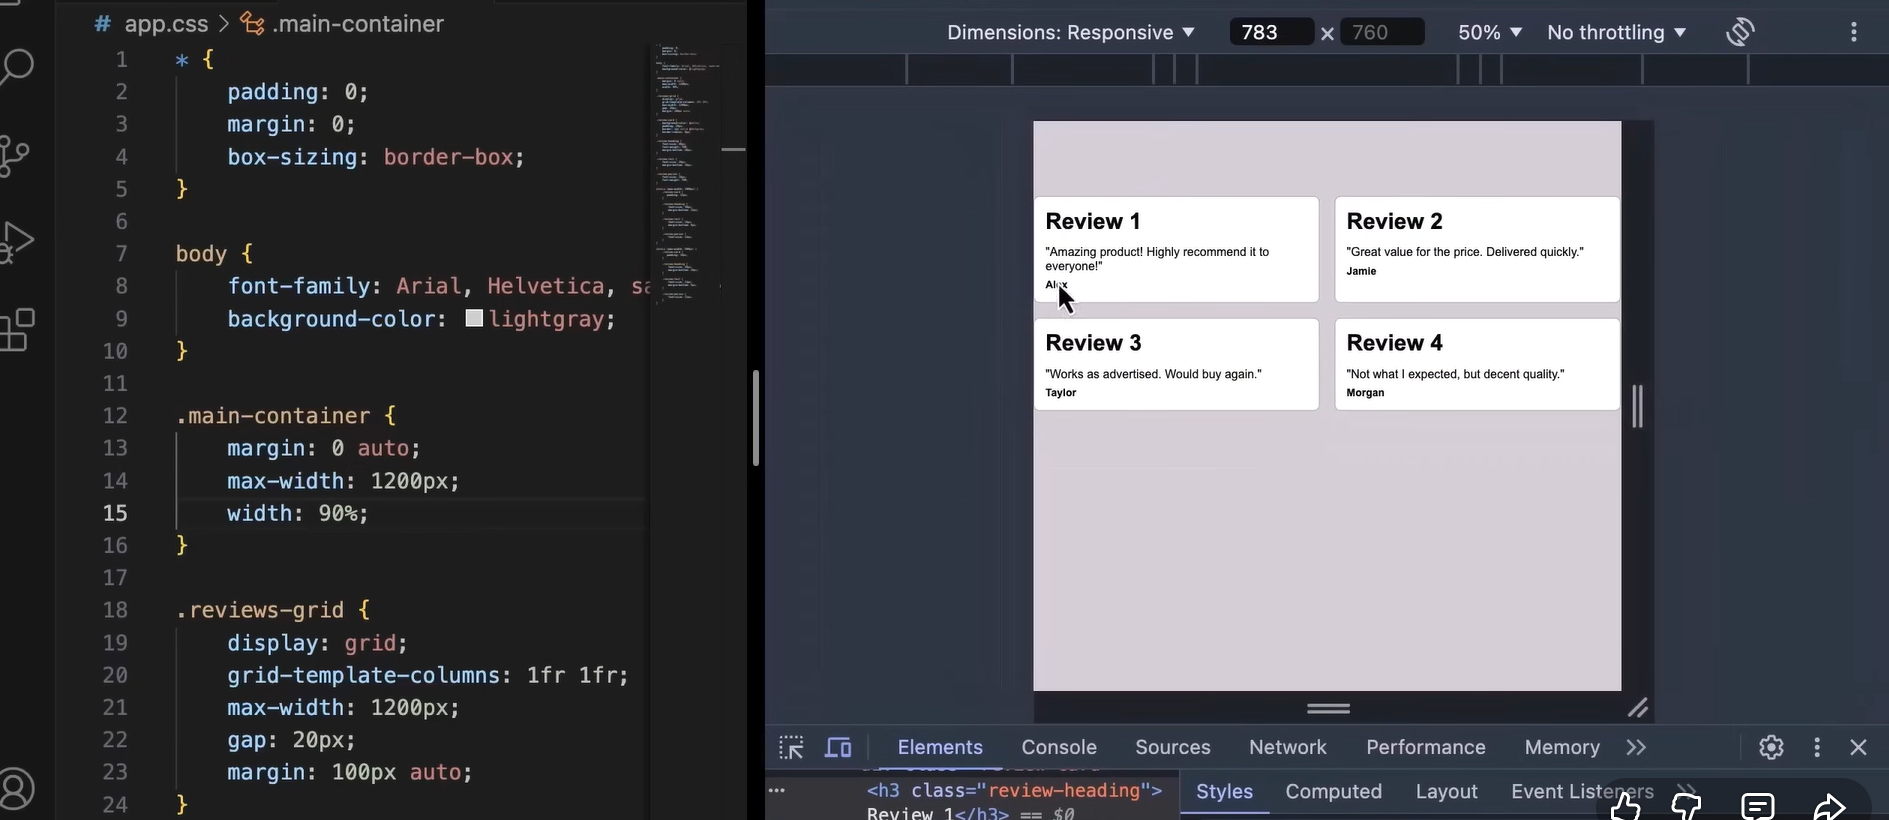 # app.css > .main-container
1 * {
2 padding: 0;
3 margin: 0;
4 box-sizing: border-box;
5 }
6
7 body {
8 font-family: Arial, Helvetica, sa
9 background-color: lightgray;
10 }
11
12 .main-container {
13 margin: 0 auto;
14 max-width: 1200px;
15 width: 90%;
16 }
17
18 .reviews-grid {
19 display: grid;
20 grid-template-columns: 1fr 1fr;
21 max-width: 1200px;
22 gap: 20px;
23 margin: 100px auto;
24 }
Dimensions: Responsive 783 × 760 50% No throttling
Review 1
"Amazing product! Highly recommend it to
everyone!"
Alex
Review 2
"Great value for the price. Delivered quickly."
Jamie
Review 3
"Works as advertised. Would buy again."
Taylor
Review 4
"Not what I expected, but decent quality."
Morgan
Elements Console Sources Network Performance Memory
<h3 class="review-heading">
Review 1</h3> == $0
Styles Computed Layout Event Listeners